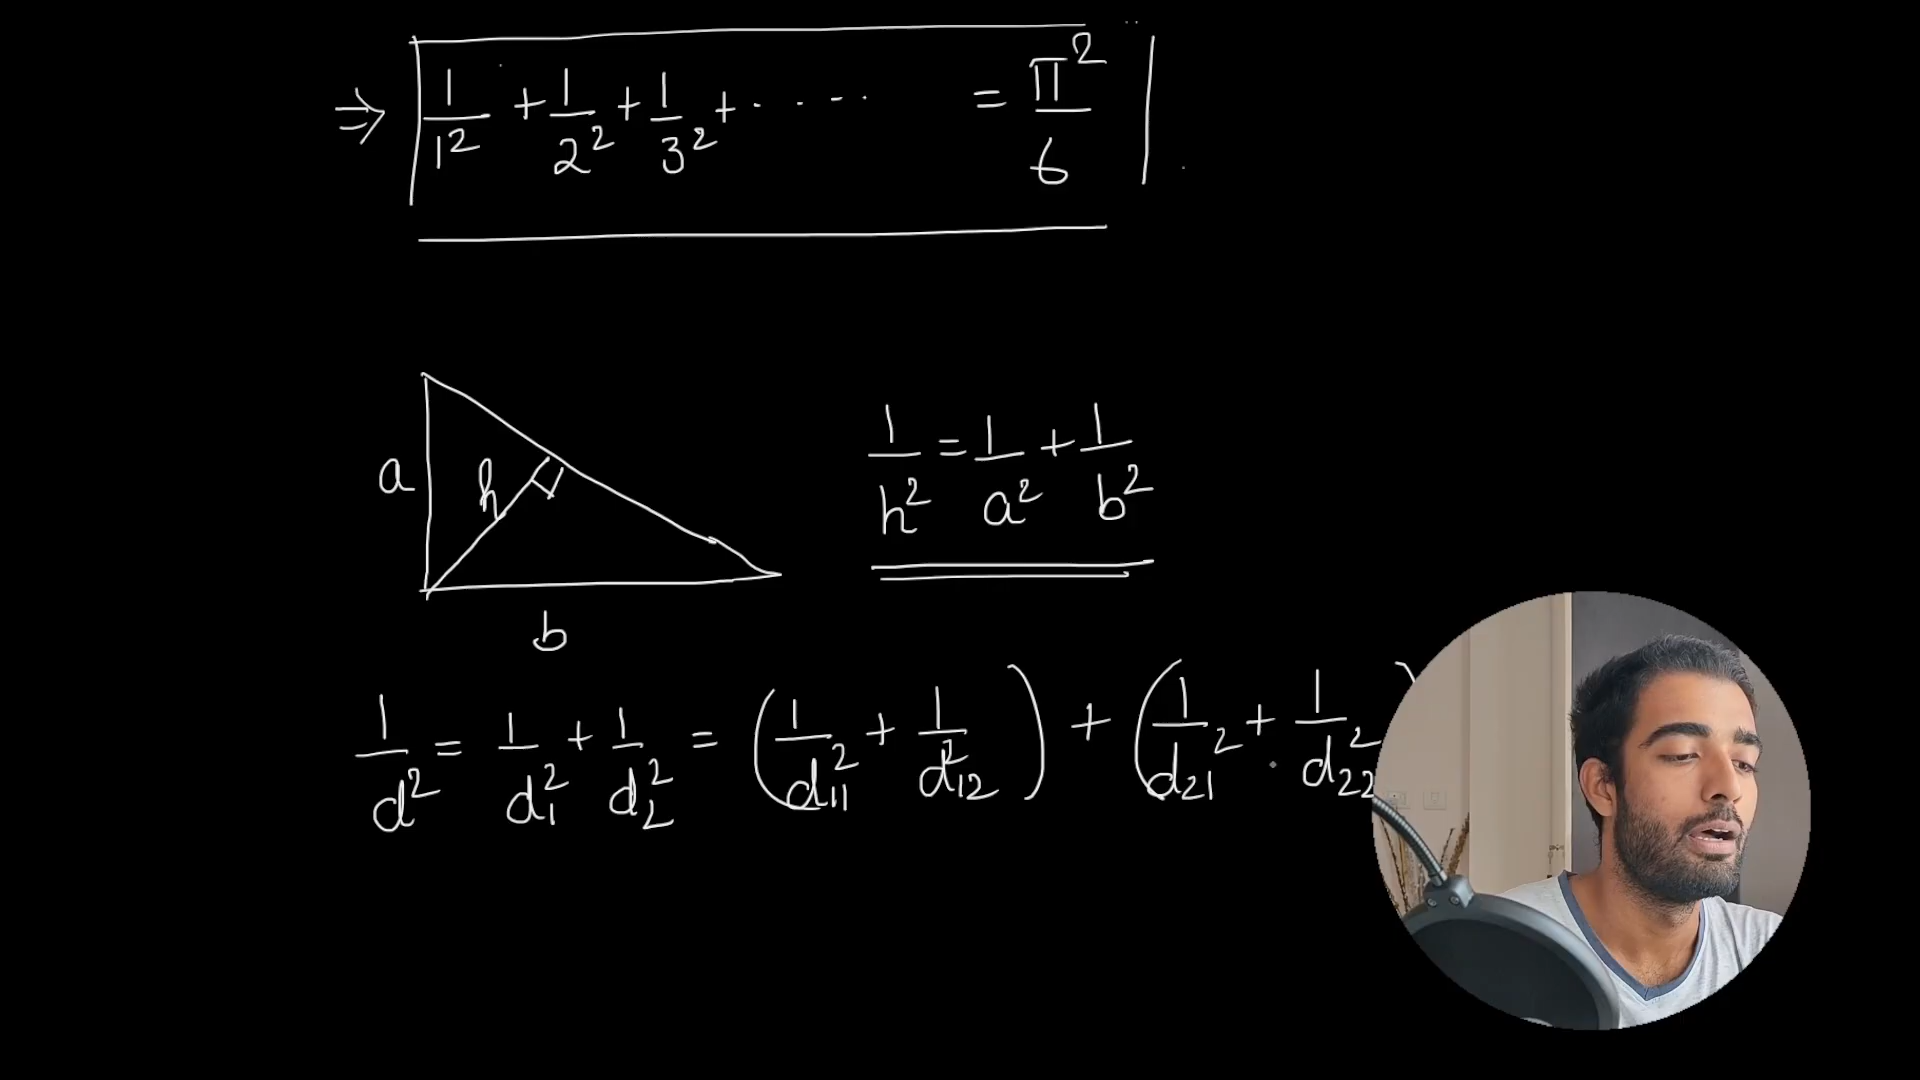 ⇒ 1/1² + 1/2² + 1/3² + ····· = π²/6
a
h
1/h² = 1/a² + 1/b²
b
1/d² = 1/d₁² + 1/d₂² = (1/d₁₁² + 1/d₁₂²) + (1/d₂₁² + 1/d₂₂²)